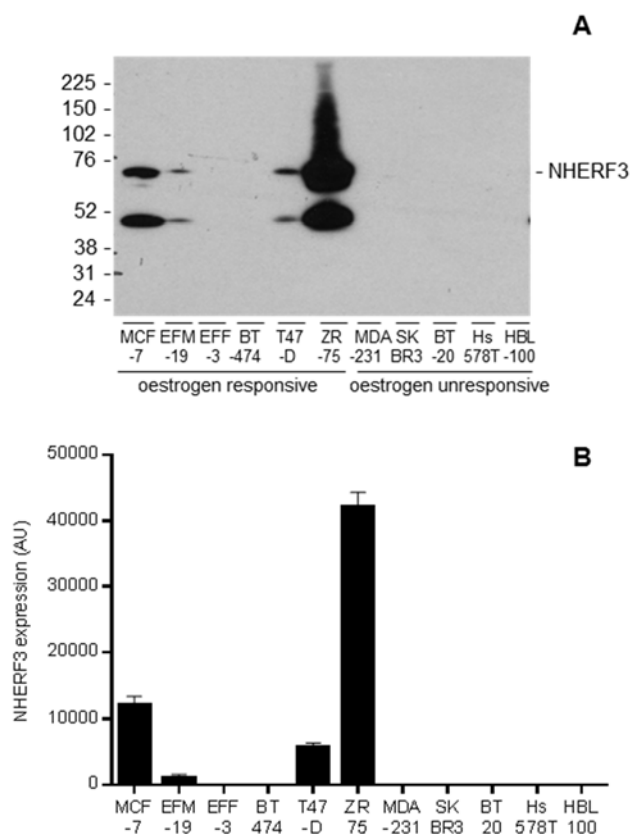 A
225 -
150 -
102 -
76 -
- NHERF3
52 -
38 -
31 -
24 -
MCF EFM EFF BT T47 ZR MDA SK BT Hs HBL
-7 -19 -3 -474 -D -75 -231 BR3 -20 578T -100
oestrogen responsive oestrogen unresponsive
B
NHERF3 expression (AU)
50000
40000
30000
20000
10000
0
MCF EFM EFF BT T47 ZR MDA SK BT Hs HBL
-7 -19 -3 474 -D 75 -231 BR3 20 578T 100